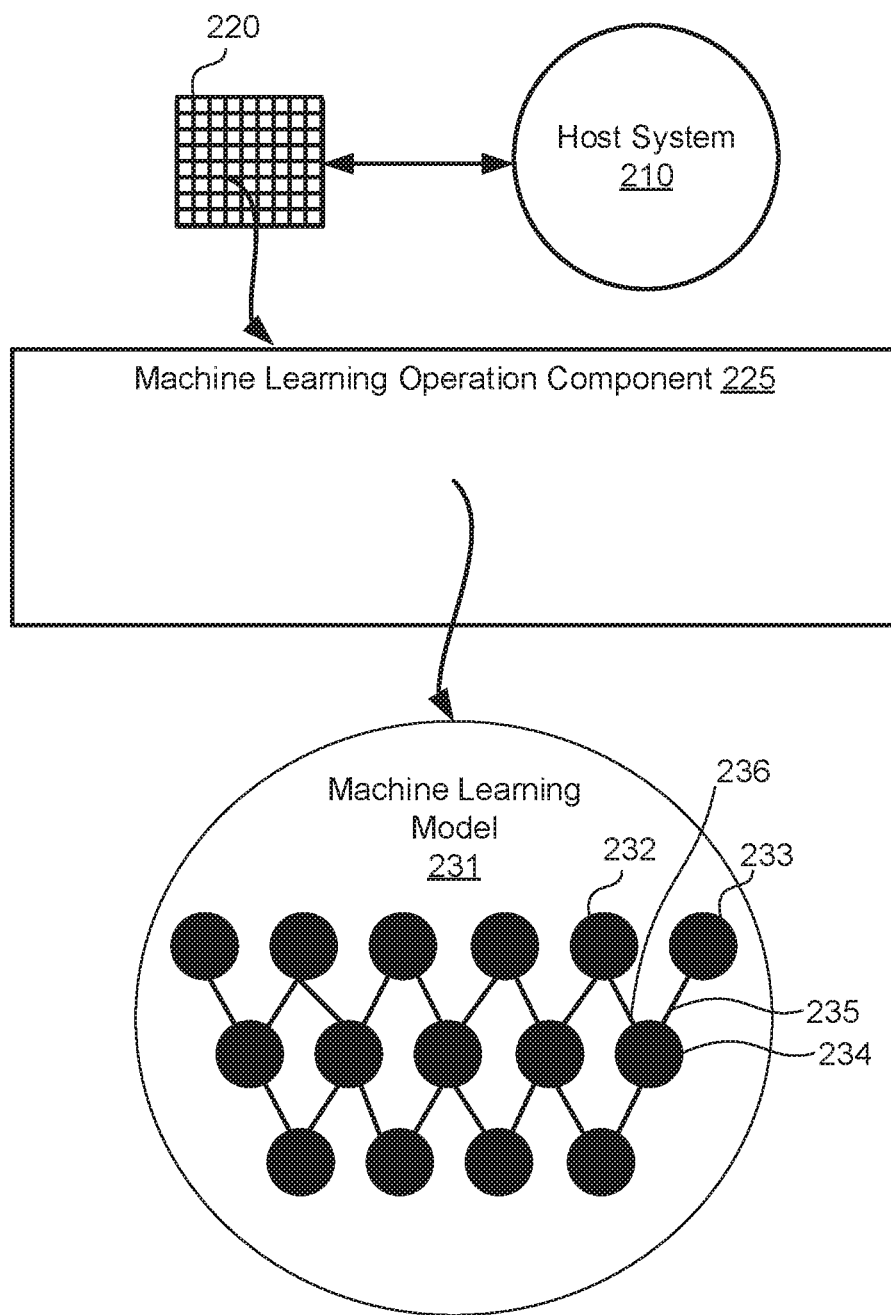 220
Host System
210
Machine Learning Operation Component 225
Machine Learning
Model
231
236
232
233
235
234